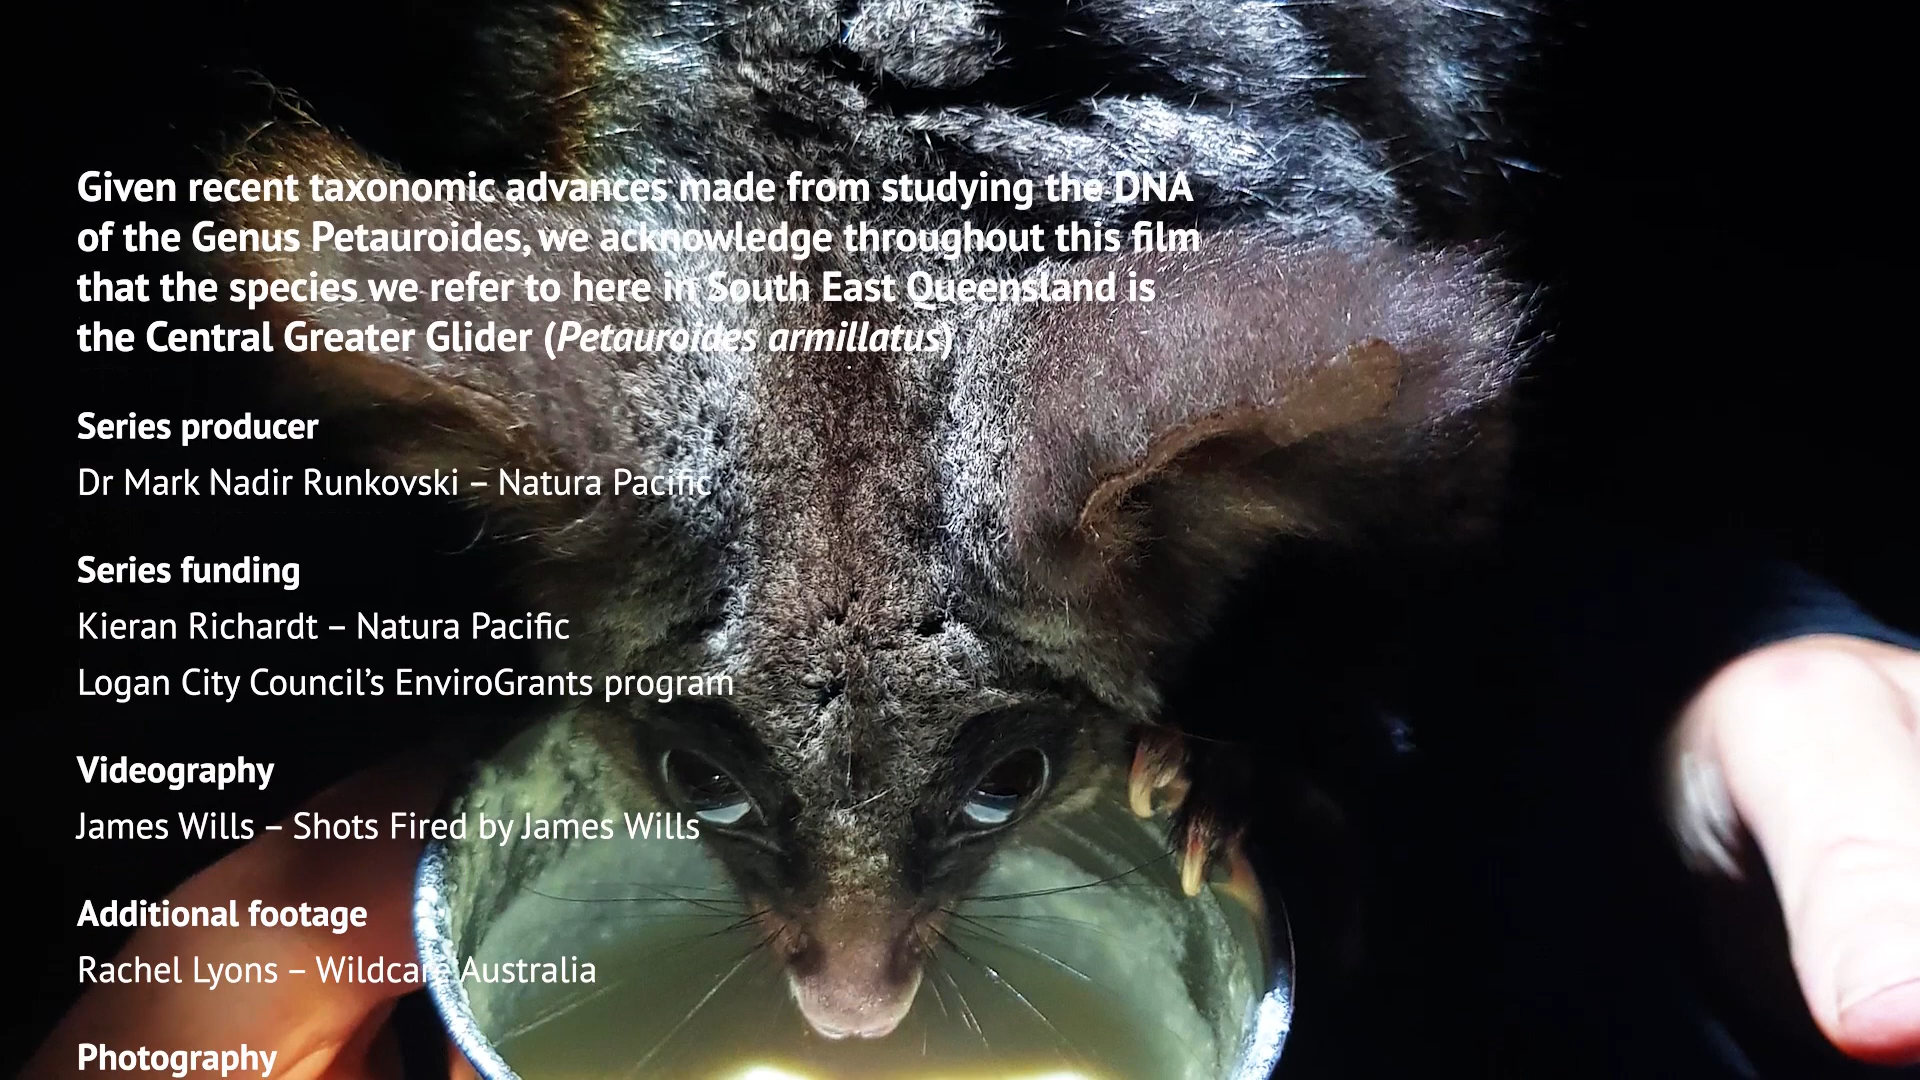 Given recent taxonomic advances made from studying the DNA
of the Genus Petauroides, we acknowledge throughout this film
that the species we refer to here in South East Queensland is
the Central Greater Glider (Petauroides armillatus)
Series producer
Dr Mark Nadir Runkovski – Natura Pacific
Series funding
Kieran Richardt – Natura Pacific
Logan City Council’s EnviroGrants program
Videography
James Wills – Shots Fired by James Wills
Additional footage
Rachel Lyons – Wildcare Australia
Photography